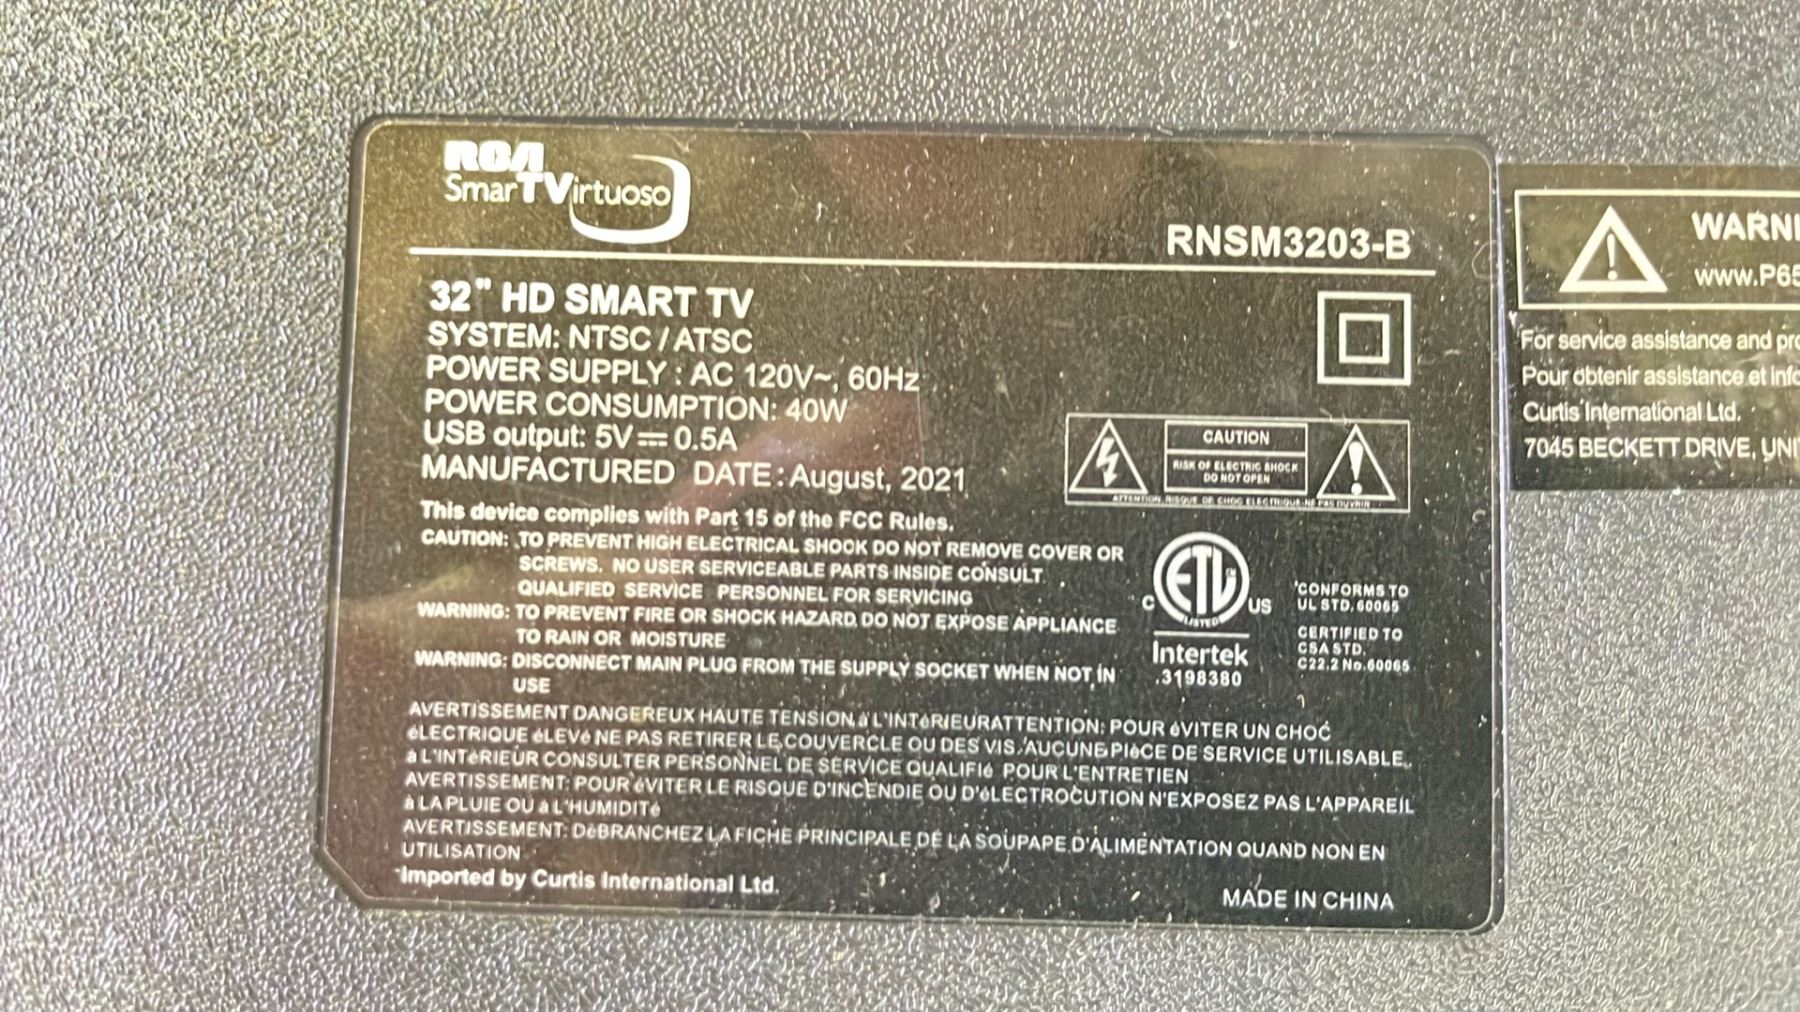 RCA
SmarTVirtuoso
RNSM3203-B
32" HD SMART TV
SYSTEM: NTSC / ATSC
POWER SUPPLY : AC 120V~, 60Hz
POWER CONSUMPTION: 40W
USB output: 5V⎓0.5A
MANUFACTURED DATE: August, 2021
This device complies with Part 15 of the FCC Rules.
CAUTION: TO PREVENT HIGH ELECTRICAL SHOCK DO NOT REMOVE COVER OR
SCREWS. NO USER SERVICEABLE PARTS INSIDE CONSULT
QUALIFIED SERVICE PERSONNEL FOR SERVICING
WARNING: TO PREVENT FIRE OR SHOCK HAZARD. DO NOT EXPOSE APPLIANCE
TO RAIN OR MOISTURE
WARNING: DISCONNECT MAIN PLUG FROM THE SUPPLY SOCKET WHEN NOT IN
USE
CAUTION
RISK OF ELECTRIC SHOCK
DO NOT OPEN
ATTENTION: RISQUE DE CHOC ELECTRIQUE-NE PAS OUVRIR
C ETL US
LISTED
Intertek
3198380
CONFORMS TO
UL STD. 60065
CERTIFIED TO
CSA STD.
C22.2 No.60065
AVERTISSEMENT DANGEREUX HAUTE TENSION à L'INTéRIEURATTENTION: POUR éVITER UN CHOC
éLECTRIQUE éLEVé NE PAS RETIRER LE COUVERCLE OU DES VIS. AUCUNE PIèCE DE SERVICE UTILISABLE
à L'INTéRIEUR CONSULTER PERSONNEL DE SERVICE QUALIFIé POUR L'ENTRETIEN
AVERTISSEMENT: POUR éVITER LE RISQUE D'INCENDIE OU D'éLECTROCUTION N'EXPOSEZ PAS L'APPAREIL
à LA PLUIE OU à L'HUMIDITé
AVERTISSEMENT: DéBRANCHEZ LA FICHE PRINCIPALE DE LA SOUPAPE D'ALIMENTATION QUAND NON EN
UTILISATION
Imported by Curtis International Ltd.
MADE IN CHINA
WARNI
www.P65
For service assistance and pro
Pour obtenir assistance et info
Curtis International Ltd.
7045 BECKETT DRIVE, UNI